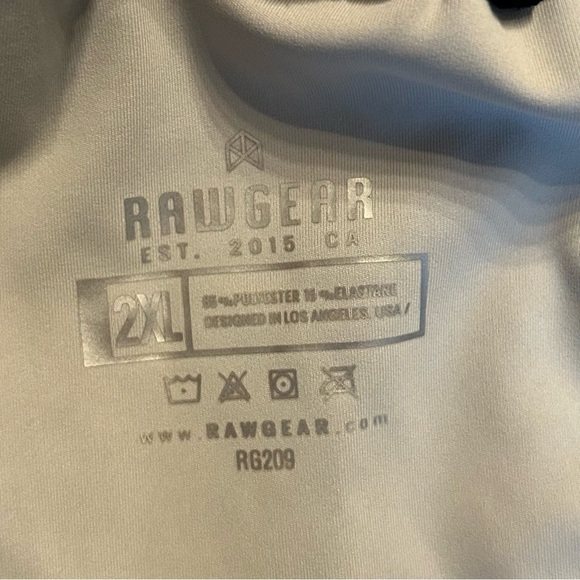 RAWGEAR
EST. 2015 CA
2XL
85%POLYESTER 15%ELASTANE
DESIGNED IN LOS ANGELES, USA /
www.RAWGEAR.com
RG209